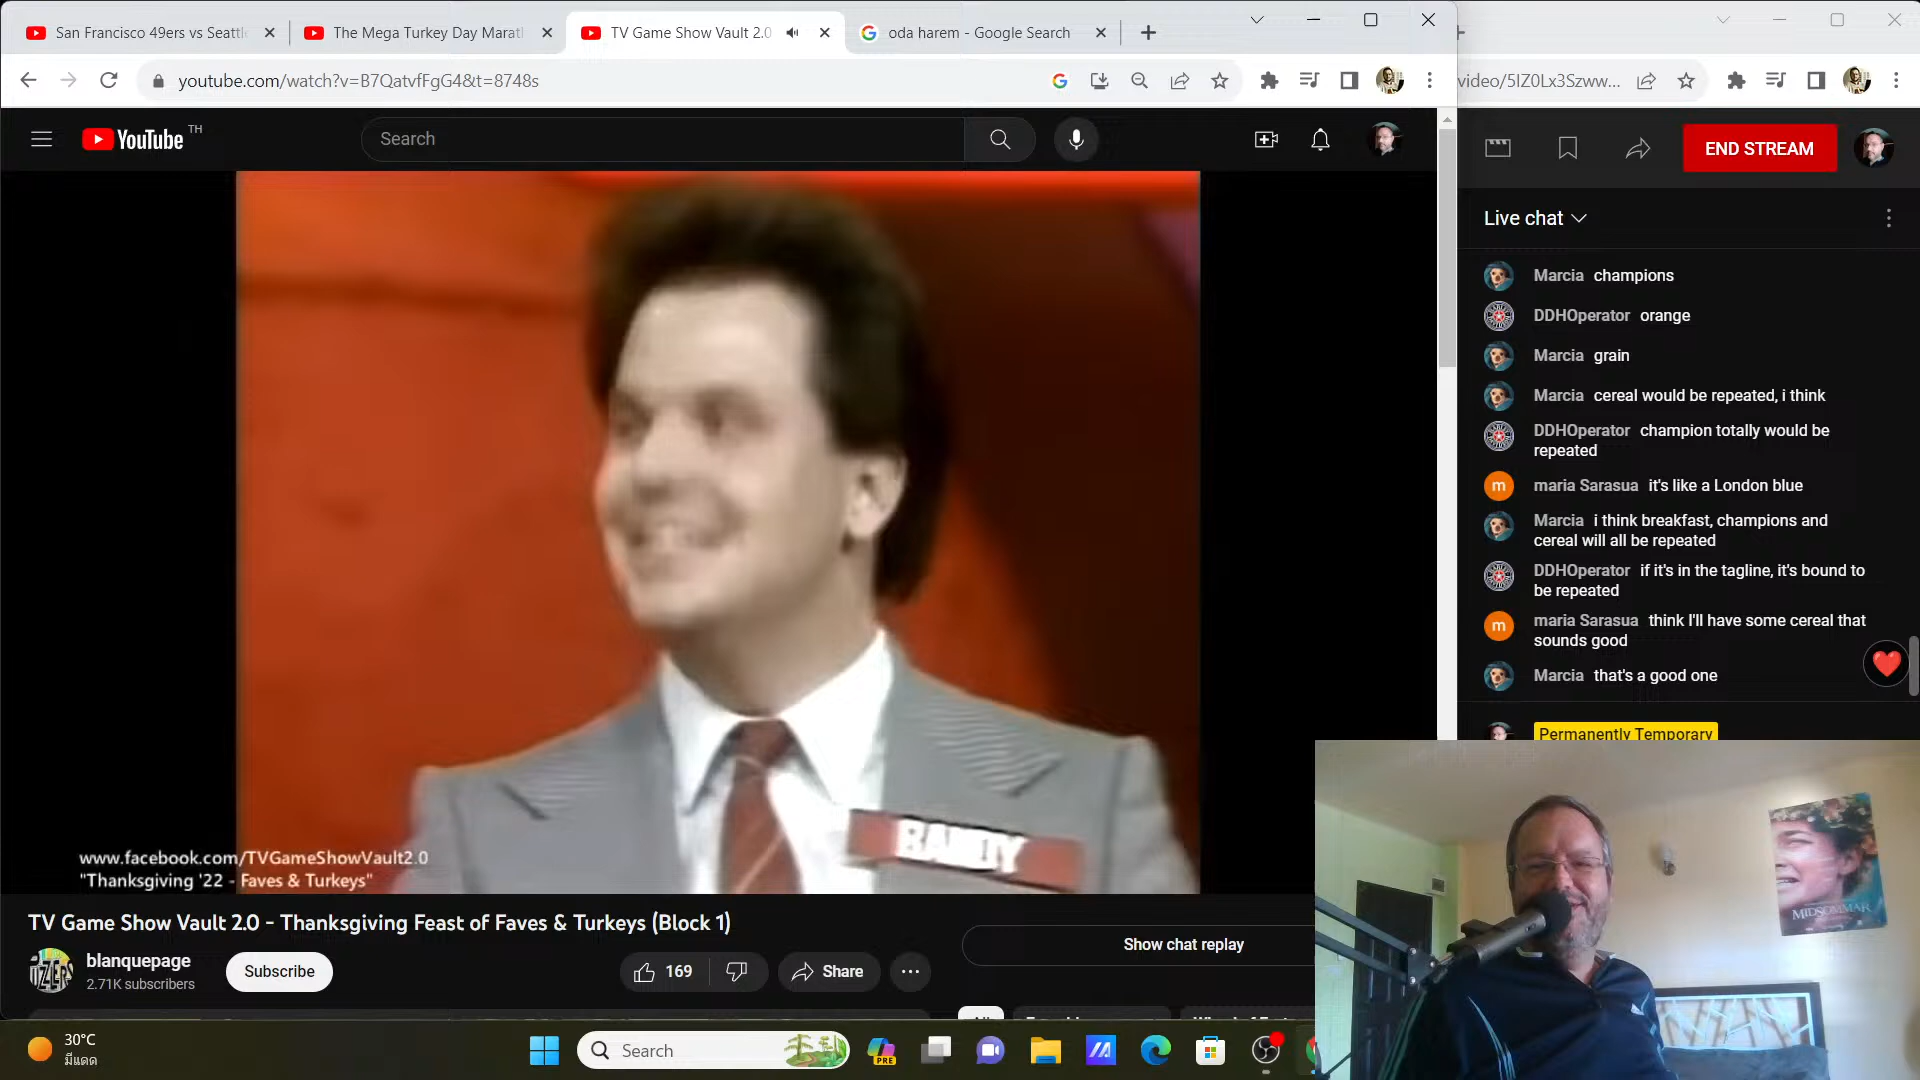 San Francisco 49ers vs Seattl
The Mega Turkey Day Marat
TV Game Show Vault 2.0
oda harem - Google Search
youtube.com/watch?v=B7QatvfFgG4&t=8748s
video/5IZ0Lx3Szww...
YouTube TH
Search
END STREAM
Live chat
Marcia champions
DDHOperator orange
Marcia grain
Marcia cereal would be repeated, i think
DDHOperator champion totally would be
repeated
maria Sarasua it's like a London blue
Marcia i think breakfast, champions and
cereal will all be repeated
DDHOperator if it's in the tagline, it's bound to
be repeated
maria Sarasua think I'll have some cereal that
sounds good
Marcia that's a good one
Permanently Temporary
m
m
RANDY
www.facebook.com/TVGameShowVault2.0
"Thanksgiving '22 - Faves & Turkeys"
MIDSOMMAR
TV Game Show Vault 2.0 - Thanksgiving Feast of Faves & Turkeys (Block 1)
blanquepage
2.71K subscribers
Subscribe
169
Share
Show chat replay
All
30°C
มีแดด
Search
PRE